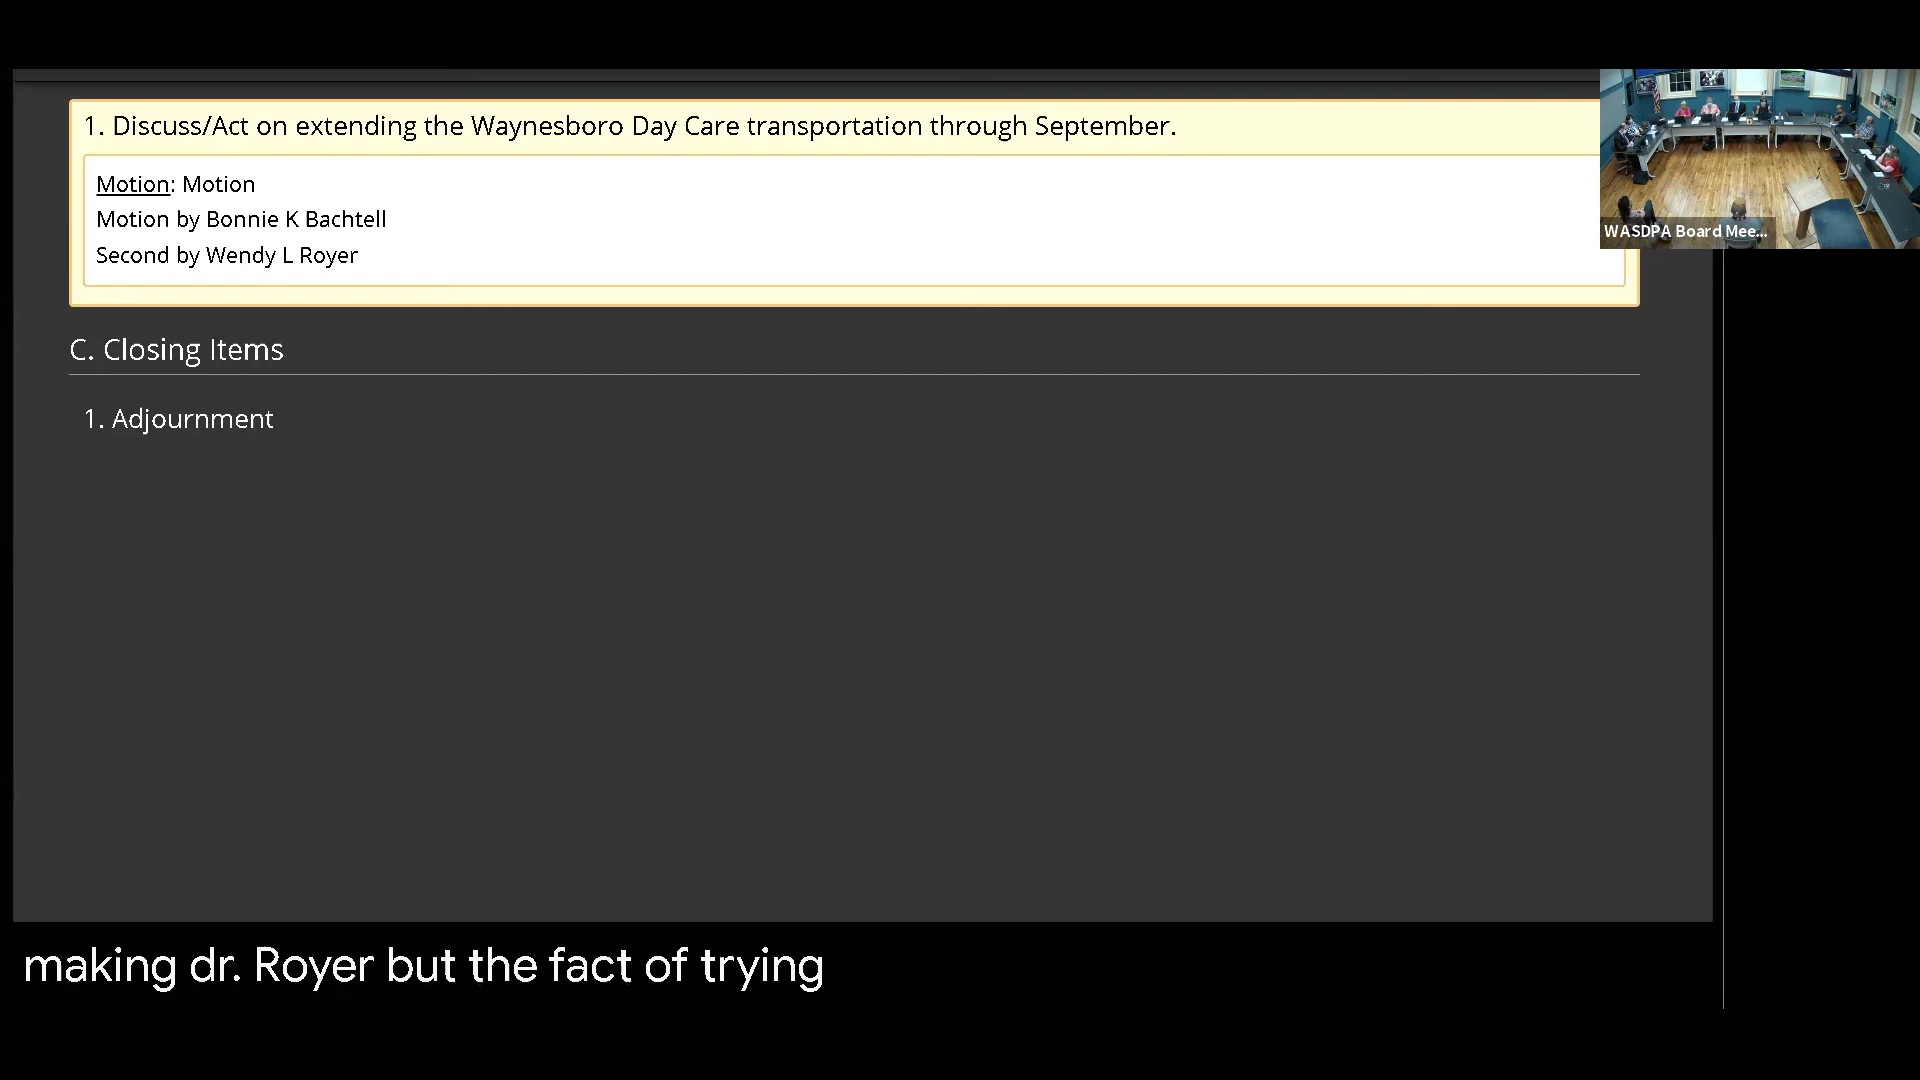 1. Discuss/Act on extending the Waynesboro Day Care transportation through September.
Motion: Motion
Motion by Bonnie K Bachtell
Second by Wendy L Royer
WASDPA Board Mee...
C. Closing Items
1. Adjournment
making dr. Royer but the fact of trying